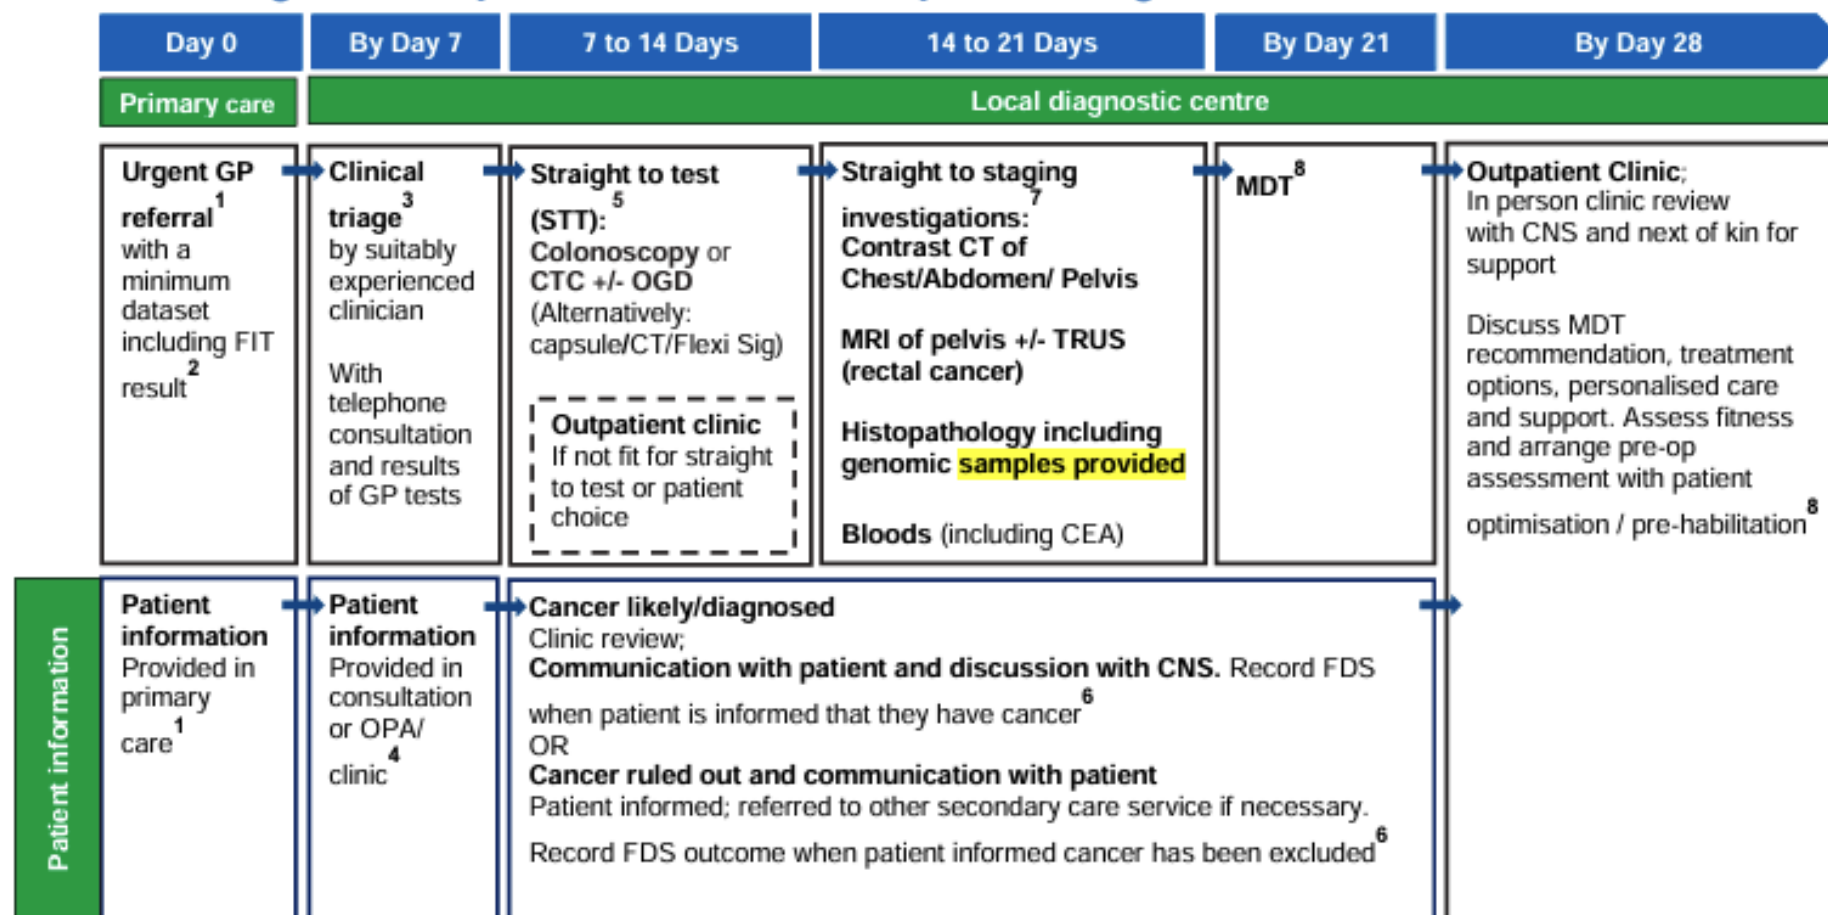 Day 0
By Day 7
7 to 14 Days
14 to 21 Days
By Day 21
By Day 28
Primary care
Local diagnostic centre
Urgent GP
referral1
with a
minimum
dataset
including FIT
result2
Clinical
triage3
by suitably
experienced
clinician
With
telephone
consultation
and results
of GP tests
Straight to test
(STT): 5
Colonoscopy or
CTC +/- OGD
(Alternatively:
capsule/CT/Flexi Sig)
Outpatient clinic
If not fit for straight
to test or patient
choice
Straight to staging
investigations:7
Contrast CT of
Chest/Abdomen/ Pelvis
MRI of pelvis +/- TRUS
(rectal cancer)
Histopathology including
genomic samples provided
Bloods (including CEA)
MDT8
Outpatient Clinic;
In person clinic review
with CNS and next of kin for
support
Discuss MDT
recommendation, treatment
options, personalised care
and support. Assess fitness
and arrange pre-op
assessment with patient
optimisation / pre-habilitation8
Patient information
Patient
information
Provided in
primary
care1
Patient
information
Provided in
consultation
or OPA/
clinic4
Cancer likely/diagnosed
Clinic review;
Communication with patient and discussion with CNS. Record FDS
when patient is informed that they have cancer6
OR
Cancer ruled out and communication with patient
Patient informed; referred to other secondary care service if necessary.
Record FDS outcome when patient informed cancer has been excluded6